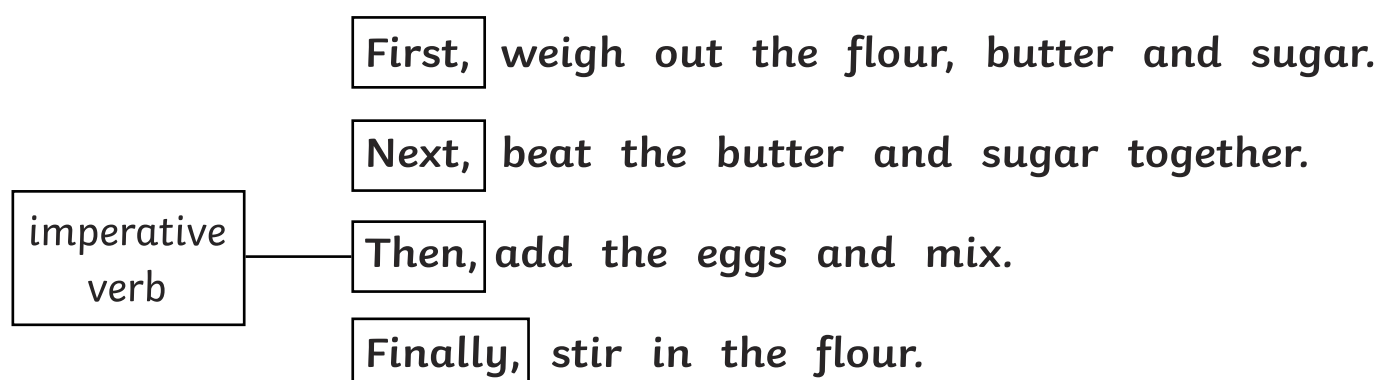 First, weigh out the flour, butter and sugar.
Next, beat the butter and sugar together.
imperative
verb
Then, add the eggs and mix.
Finally, stir in the flour.